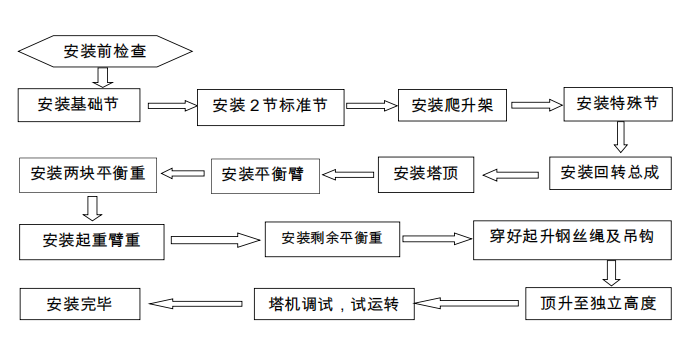 安装前检查
安装基础节
安装2节标准节
安装爬升架
安装特殊节
安装回转总成
安装塔顶
安装平衡臂
安装两块平衡重
安装起重臂重
安装剩余平衡重
穿好起升钢丝绳及吊钩
顶升至独立高度
塔机调试，试运转
安装完毕